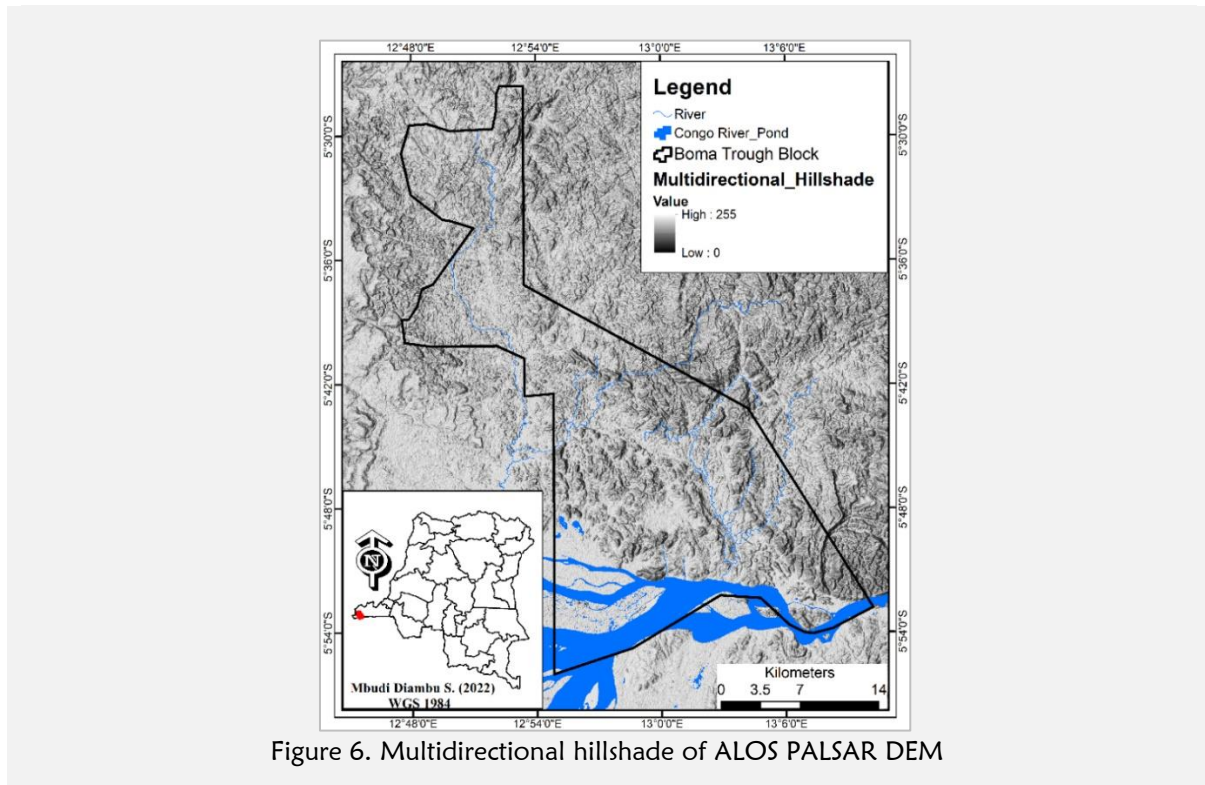 12°48'0"E 12°54'0"E 13°0'0"E 13°6'0"E
Legend
River
Congo River_Pond
Boma Trough Block
Multidirectional_Hillshade
Value
High : 255
Low : 0
5°30'0"S 5°30'0"S
5°36'0"S 5°36'0"S
5°42'0"S 5°42'0"S
5°48'0"S 5°48'0"S
5°54'0"S 5°54'0"S
N
Mbudi Diambu S. (2022)
WGS 1984
Kilometers
0 3.5 7 14
12°48'0"E 12°54'0"E 13°0'0"E 13°6'0"E
Figure 6. Multidirectional hillshade of ALOS PALSAR DEM